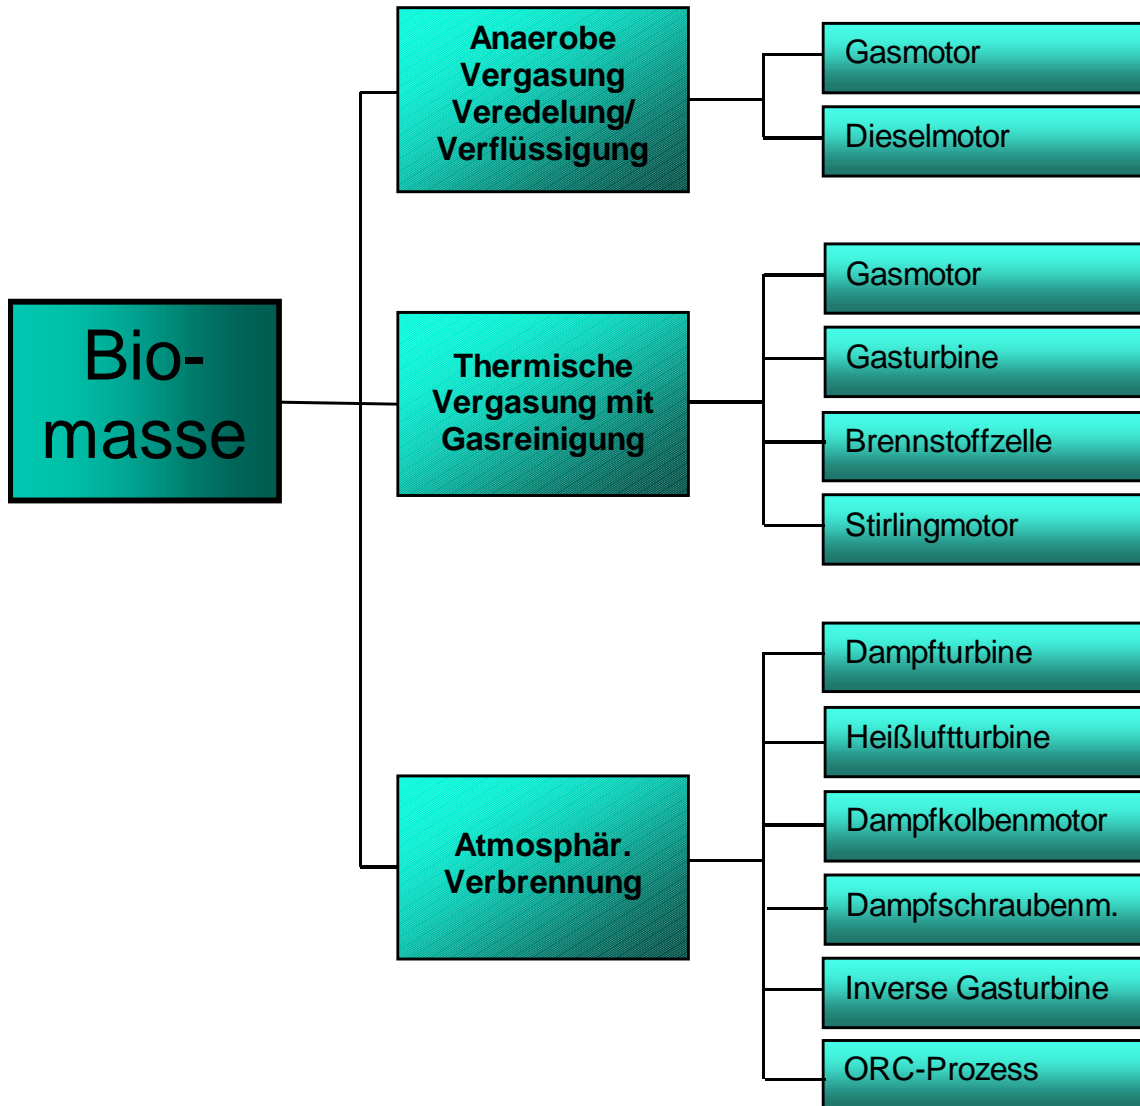 Bio-
masse
Anaerobe
Vergasung
Veredelung/
Verflüssigung
Gasmotor
Dieselmotor
Thermische
Vergasung mit
Gasreinigung
Gasmotor
Gasturbine
Brennstoffzelle
Stirlingmotor
Atmosphär.
Verbrennung
Dampfturbine
Heißluftturbine
Dampfkolbenmotor
Dampfschraubenm.
Inverse Gasturbine
ORC-Prozess